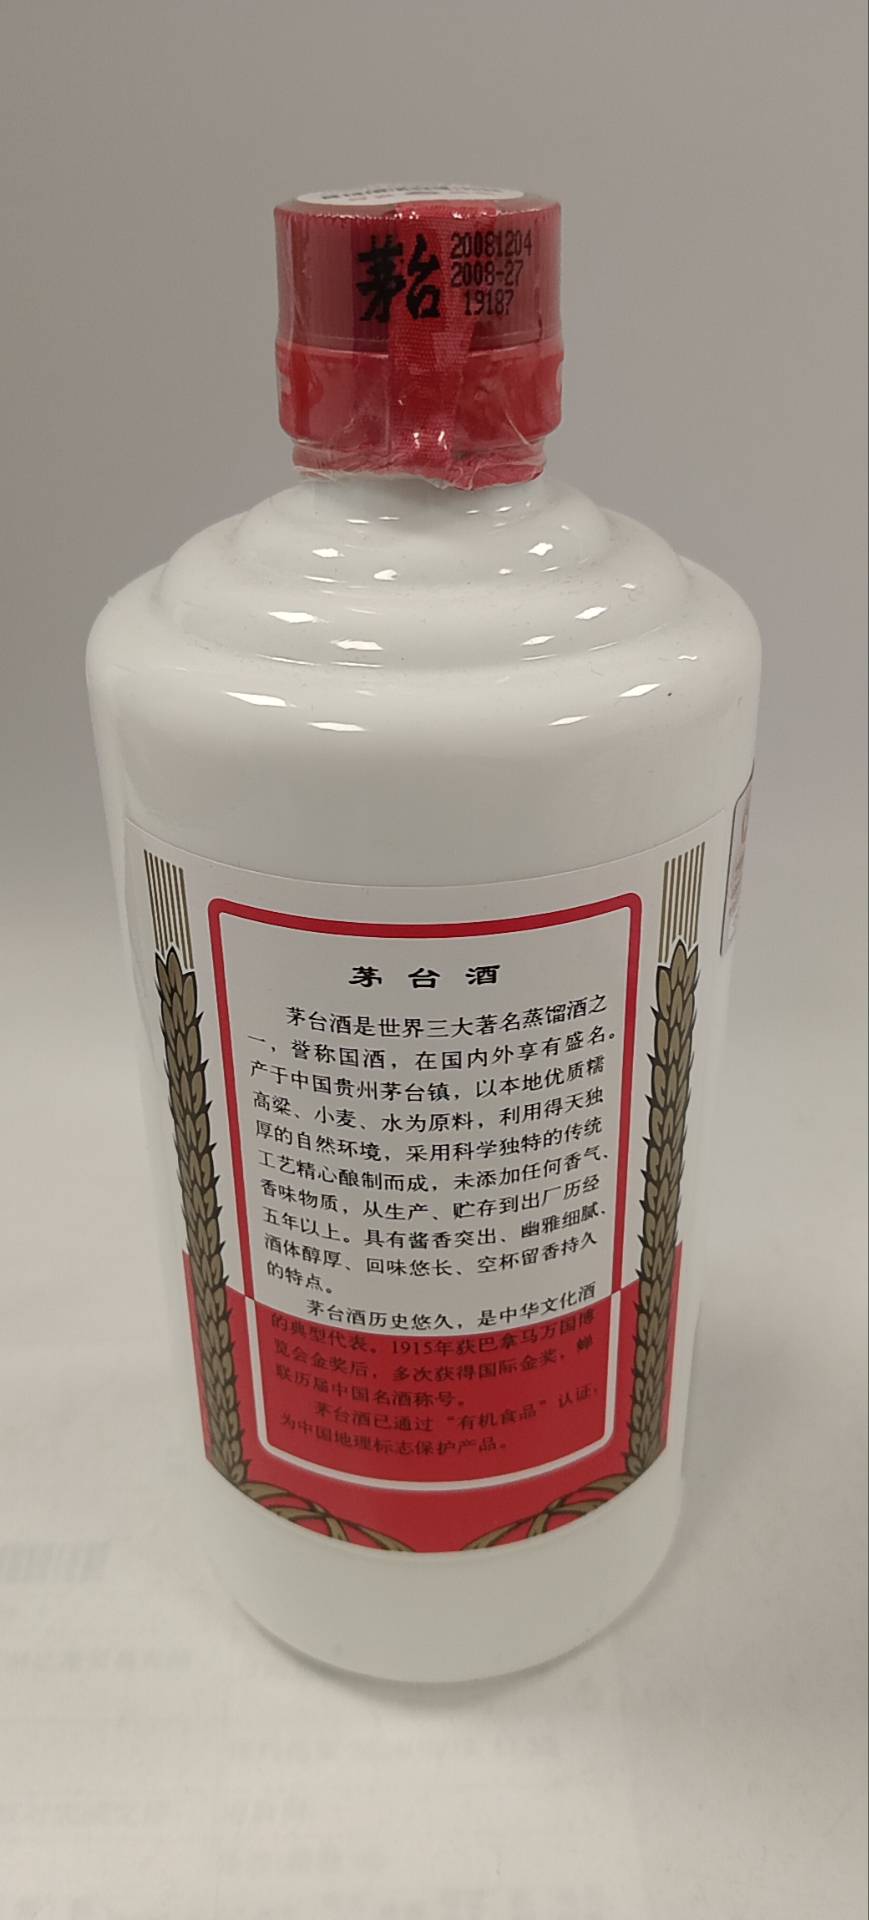 茅台
20081204
2008-27
19187
茅台酒
茅台酒是世界三大著名蒸馏酒之
一，誉称国酒，在国内外享有盛名。
产于中国贵州茅台镇，以本地优质糯
高粱、小麦、水为原料，利用得天独
厚的自然环境，采用科学独特的传统
工艺精心酿制而成，未添加任何香气、
香味物质，从生产、贮存到出厂历经
五年以上。具有酱香突出、幽雅细腻、
酒体醇厚、回味悠长、空杯留香持久
的特点。
茅台酒历史悠久，是中华文化酒
的典型代表。1915年获巴拿马万国博
览会金奖后，多次获得国际金奖，蝉
联历届中国名酒称号。
茅台酒已通过“有机食品”认证，
为中国地理标志保护产品。